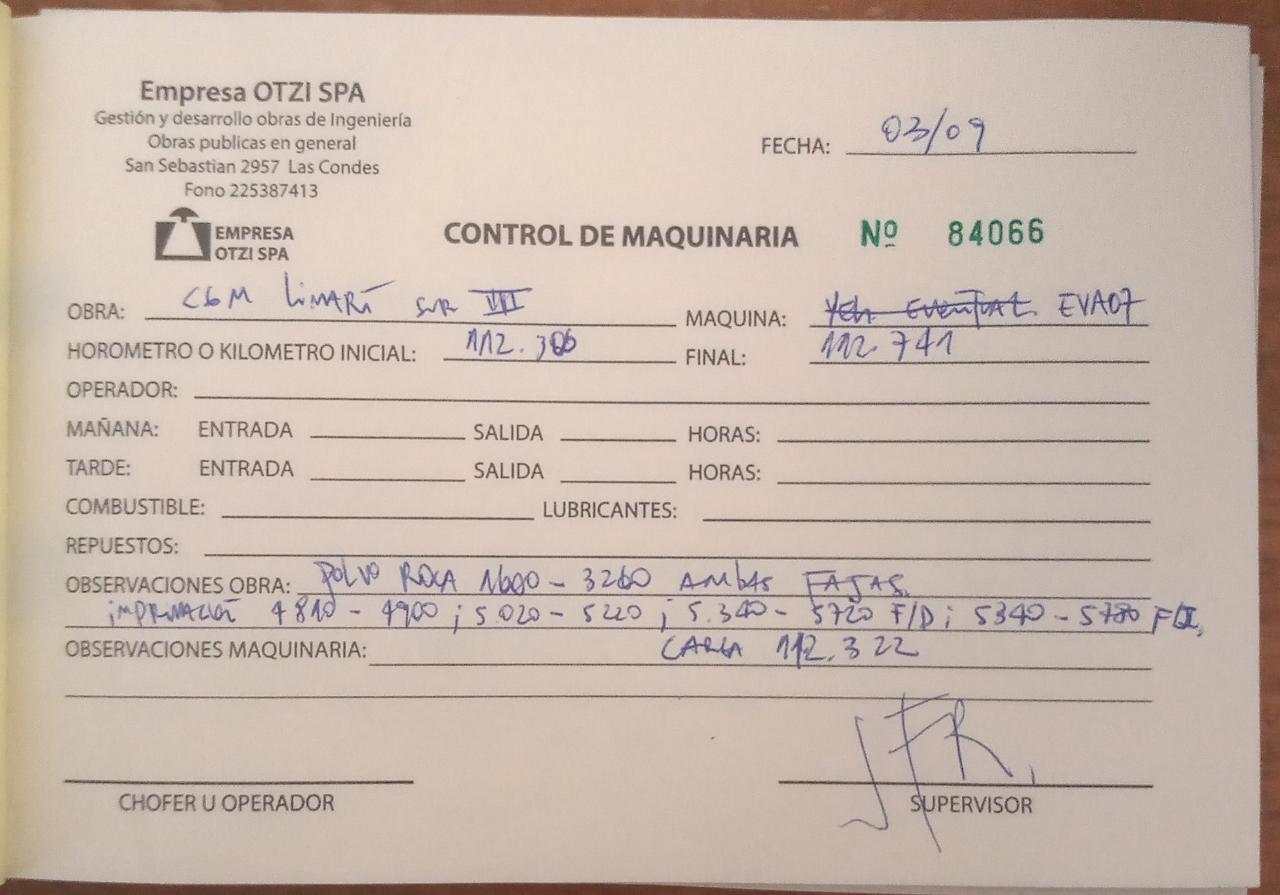 Empresa OTZI SPA
Gestión y desarrollo obras de Ingeniería
Obras publicas en general
San Sebastian 2957 Las Condes
Fono 225387413
FECHA: 03/09
EMPRESA
OTZI SPA
CONTROL DE MAQUINARIA Nº 84066
OBRA: CGM LiMARÍ SUR III MAQUINA: EVA07
HOROMETRO O KILOMETRO INICIAL: 112.306 FINAL: 112.741
OPERADOR:
MAÑANA: ENTRADA SALIDA HORAS:
TARDE: ENTRADA SALIDA HORAS:
COMBUSTIBLE: LUBRICANTES:
REPUESTOS:
OBSERVACIONES OBRA: POLVO ROCA 1600 - 3260 AMbAS FAJAS.
iMPRIMACIÓN 4810 - 4900 ; 5.020 - 5220 ; 5.340 - 5720 F/D ; 5340 - 5780
OBSERVACIONES MAQUINARIA: CARGA 112.322
JFR.
CHOFER U OPERADOR SUPERVISOR